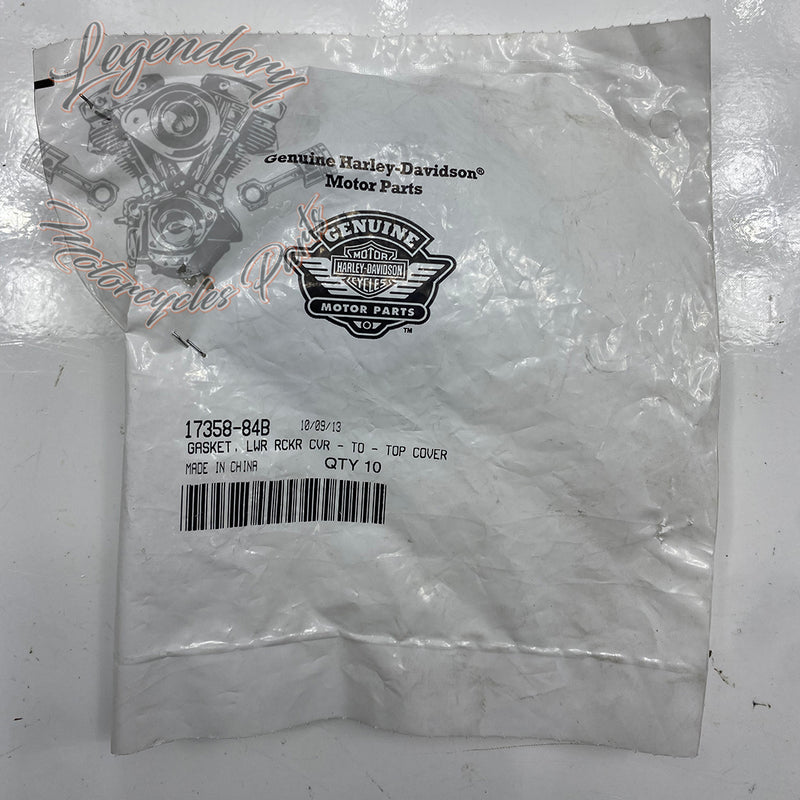 Legendary
Motorcycles Parts
Genuine Harley-Davidson®
Motor Parts
GENUINE
MOTOR
HARLEY-DAVIDSON
CYCLES
MOTOR PARTS
TM
17358-84B 10/09/13
GASKET, LWR RCKR CVR - TO - TOP COVER
MADE IN CHINA QTY 10